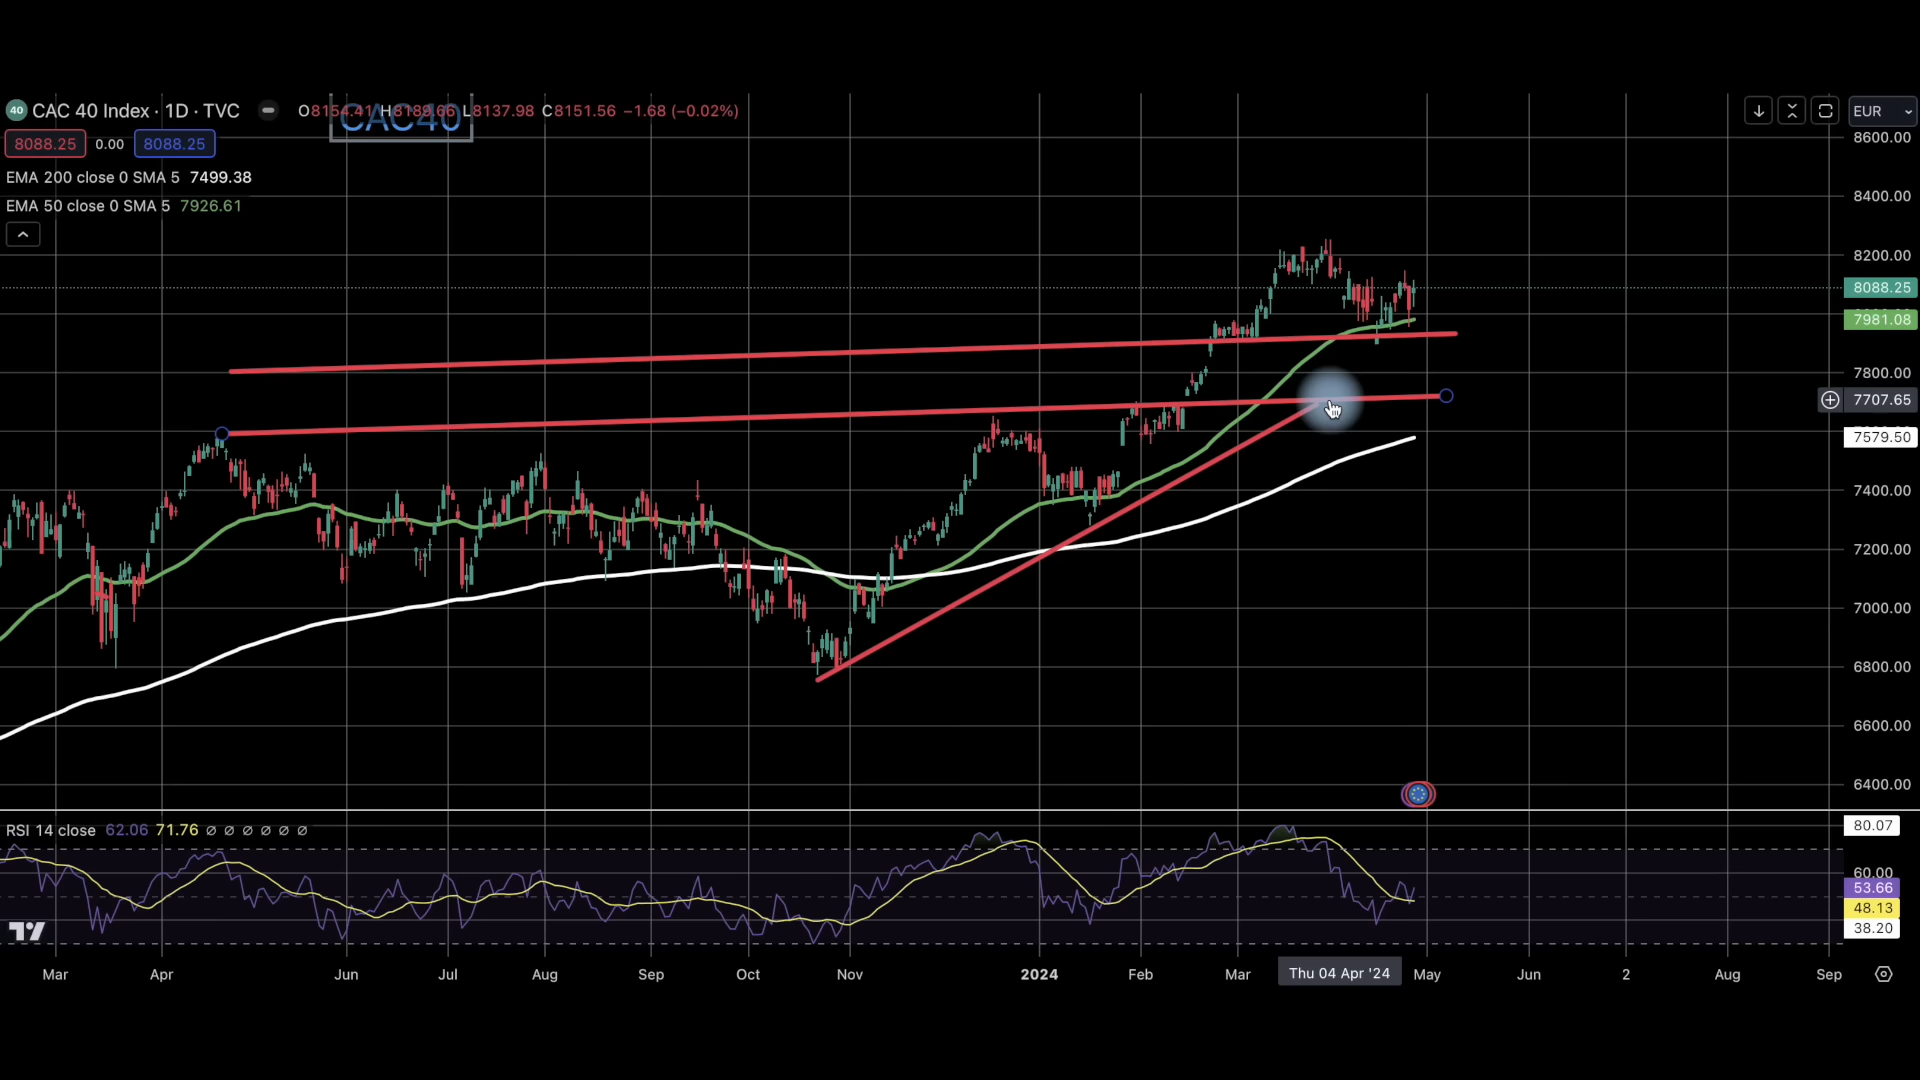 40 CAC 40 Index · 1D · TVC O8154.41 H8189.66 L8137.98 C8151.56 −1.68 (−0.02%)
CAC40
EUR
8088.25 0.00 8088.25
EMA 200 close 0 SMA 5 7499.38
EMA 50 close 0 SMA 5 7926.61
8600.00
8400.00
8200.00
8088.25
7981.08
7800.00
7707.65
7579.50
7400.00
7200.00
7000.00
6800.00
6600.00
6400.00
RSI 14 close 62.06 71.76 ∅ ∅ ∅ ∅ ∅ ∅
80.07
60.00
53.66
48.13
38.20
Mar Apr Jun Jul Aug Sep Oct Nov 2024 Feb Mar Thu 04 Apr '24 May Jun 2 Aug Sep